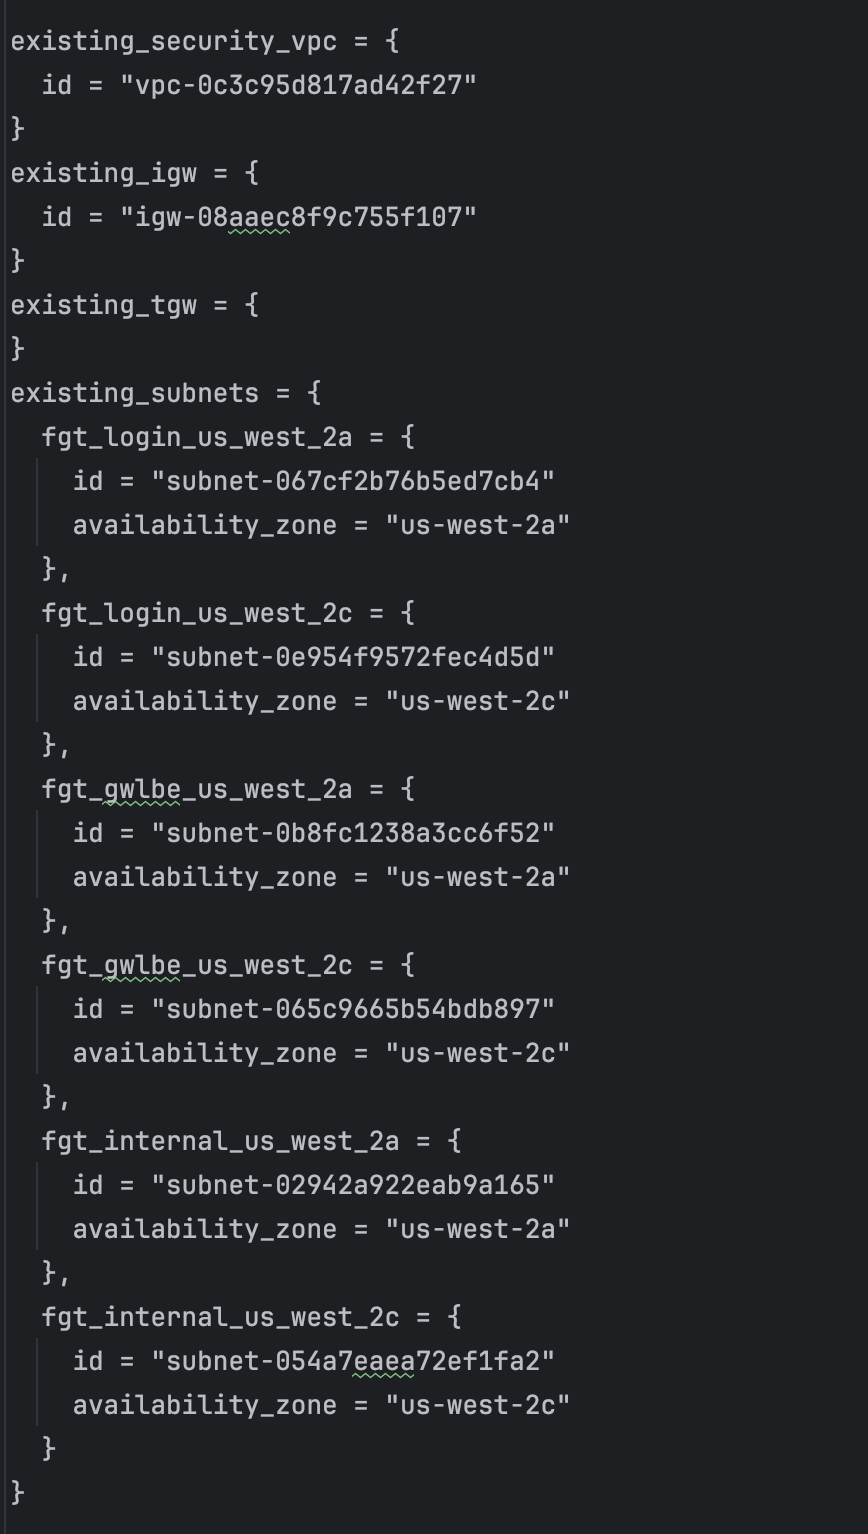 existing_security_vpc = {
  id = "vpc-0c3c95d817ad42f27"
}
existing_igw = {
  id = "igw-08aaec8f9c755f107"
}
existing_tgw = {
}
existing_subnets = {
  fgt_login_us_west_2a = {
    id = "subnet-067cf2b76b5ed7cb4"
    availability_zone = "us-west-2a"
  },
  fgt_login_us_west_2c = {
    id = "subnet-0e954f9572fec4d5d"
    availability_zone = "us-west-2c"
  },
  fgt_gwlbe_us_west_2a = {
    id = "subnet-0b8fc1238a3cc6f52"
    availability_zone = "us-west-2a"
  },
  fgt_gwlbe_us_west_2c = {
    id = "subnet-065c9665b54bdb897"
    availability_zone = "us-west-2c"
  },
  fgt_internal_us_west_2a = {
    id = "subnet-02942a922eab9a165"
    availability_zone = "us-west-2a"
  },
  fgt_internal_us_west_2c = {
    id = "subnet-054a7eaea72ef1fa2"
    availability_zone = "us-west-2c"
  }
}